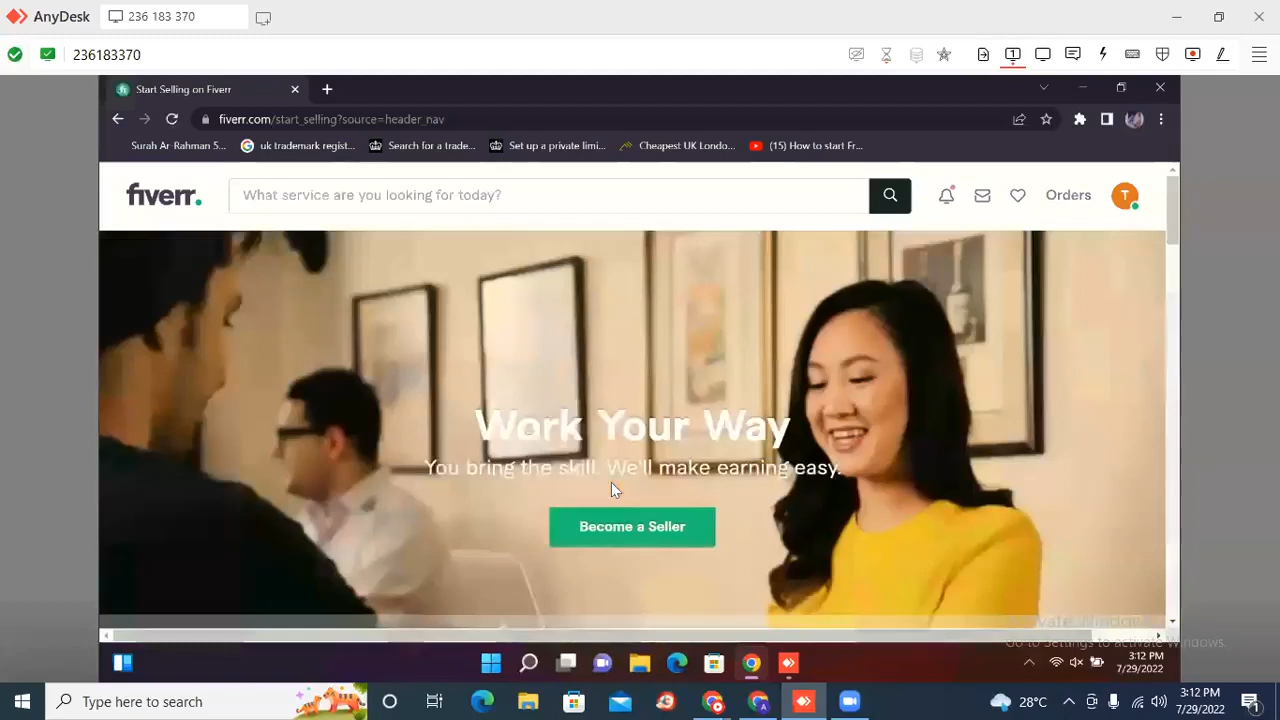 AnyDesk
236 183 370
236183370
Start Selling on Fiverr
fiverr.com/start_selling?source=header_nav
Surah Ar-Rahman 5...
uk trademark regist...
Search for a trade...
Set up a private limi...
Cheapest UK Londo...
(15) How to start Fr...
fiverr.
What service are you looking for today?
Orders
T
Work Your Way
You bring the skill. We'll make earning easy.
Become a Seller
Go to Settings to activate Windows.
3:12 PM
7/29/2022
Type here to search
28°C
3:12 PM
7/29/2022